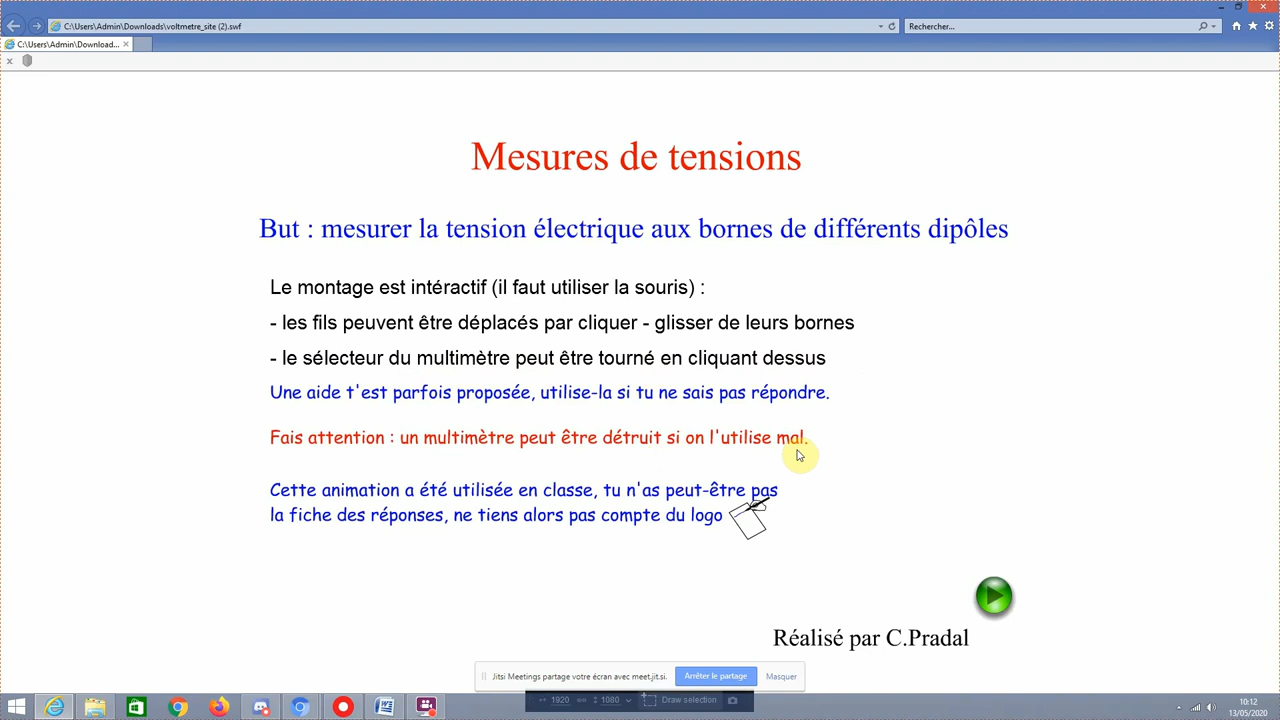 C:\Users\Admin\Downloads\voltmetre_site (2).swf
Rechercher...
C:\Users\Admin\Download...
Mesures de tensions
But : mesurer la tension électrique aux bornes de différents dipôles
Le montage est intéractif (il faut utiliser la souris) :
- les fils peuvent être déplacés par cliquer - glisser de leurs bornes
- le sélecteur du multimètre peut être tourné en cliquant dessus
Une aide t'est parfois proposée, utilise-la si tu ne sais pas répondre.
Fais attention : un multimètre peut être détruit si on l'utilise mal.
Cette animation a été utilisée en classe, tu n'as peut-être pas
la fiche des réponses, ne tiens alors pas compte du logo
Réalisé par C.Pradal
Jitsi Meetings partage votre écran avec meet.jit.si.
Arrêter le partage
Masquer
1920
1080
Draw selection
10:12
13/05/2020